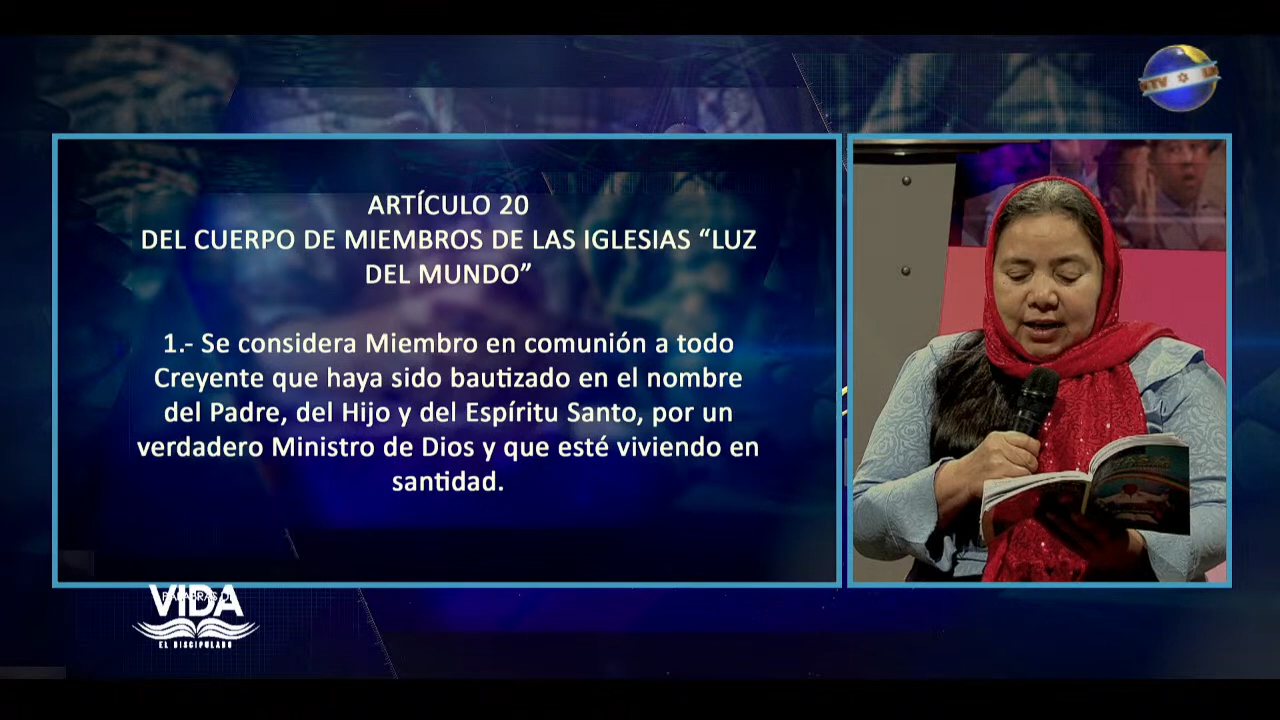 ARTÍCULO 20
DEL CUERPO DE MIEMBROS DE LAS IGLESIAS “LUZ
DEL MUNDO”
1.- Se considera Miembro en comunión a todo
Creyente que haya sido bautizado en el nombre
del Padre, del Hijo y del Espíritu Santo, por un
verdadero Ministro de Dios y que esté viviendo en
santidad.
PALABRAS DE
VIDA
EL DISCIPULADO